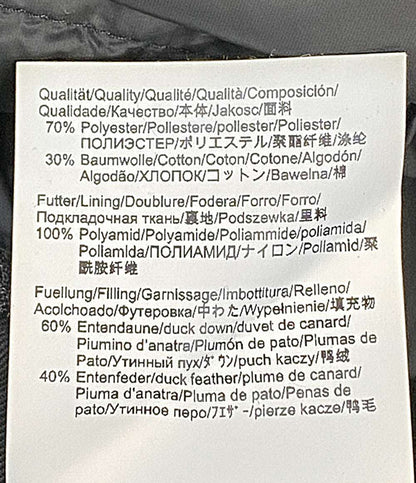 Qualität/Quality/Qualité/Qualità/Composición/
Qualidade/Качество/本体/Jakosc/面料
70% Polyester/Poliestere/poliester/Poliester/
ПОЛИЭСТЕР/ポリエステル/聚酯纤维/涤纶
30% Baumwolle/Cotton/Coton/Cotone/Algodón/
Algodão/ХЛОПОК/コットン/Bawelna/棉
Futter/Lining/Doublure/Fodera/Forro/Forro/
Подкладочная ткань/裏地/Podszewka/里料
100% Polyamid/Polyamide/Poliammide/poliamida/
Poliamida/ПОЛИАМИД/ナイロン/Poliamid/聚
酰胺纤维
Fuellung/Filling/Garnissage/Imbottitura/Relleno/
Acolchoado/Футеровка/中わた/Wypełnienie/填充物
60% Entendaune/duck down/duvet de canard/
Piumino d'anatra/Plumón de pato/Plumas de
Pato/Утиный пух/ﾀﾞｳﾝ/puch kaczy/鸭绒
40% Entenfeder/duck feather/plume de canard/
Piuma d'anatra/Pluma de pato/Penas de
pato/Утиное перо/ﾌｪｻﾞｰ/pierze kacze/鸭毛